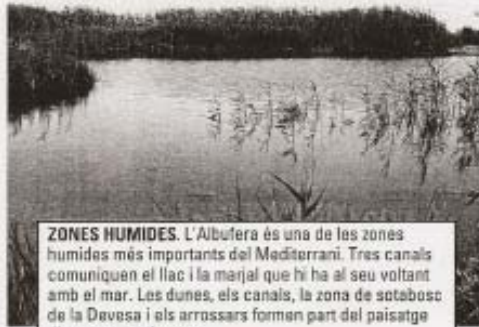 ZONES HUMIDES. L'Albufera és una de les zones
humides més importants del Mediterrani. Tres canals
comuniquen el llac i la marjal que hi ha al seu voltant
amb el mar. Les dunes, els canals, la zona de sotabosc
de la Devesa i els arrossars formen part del paisatge